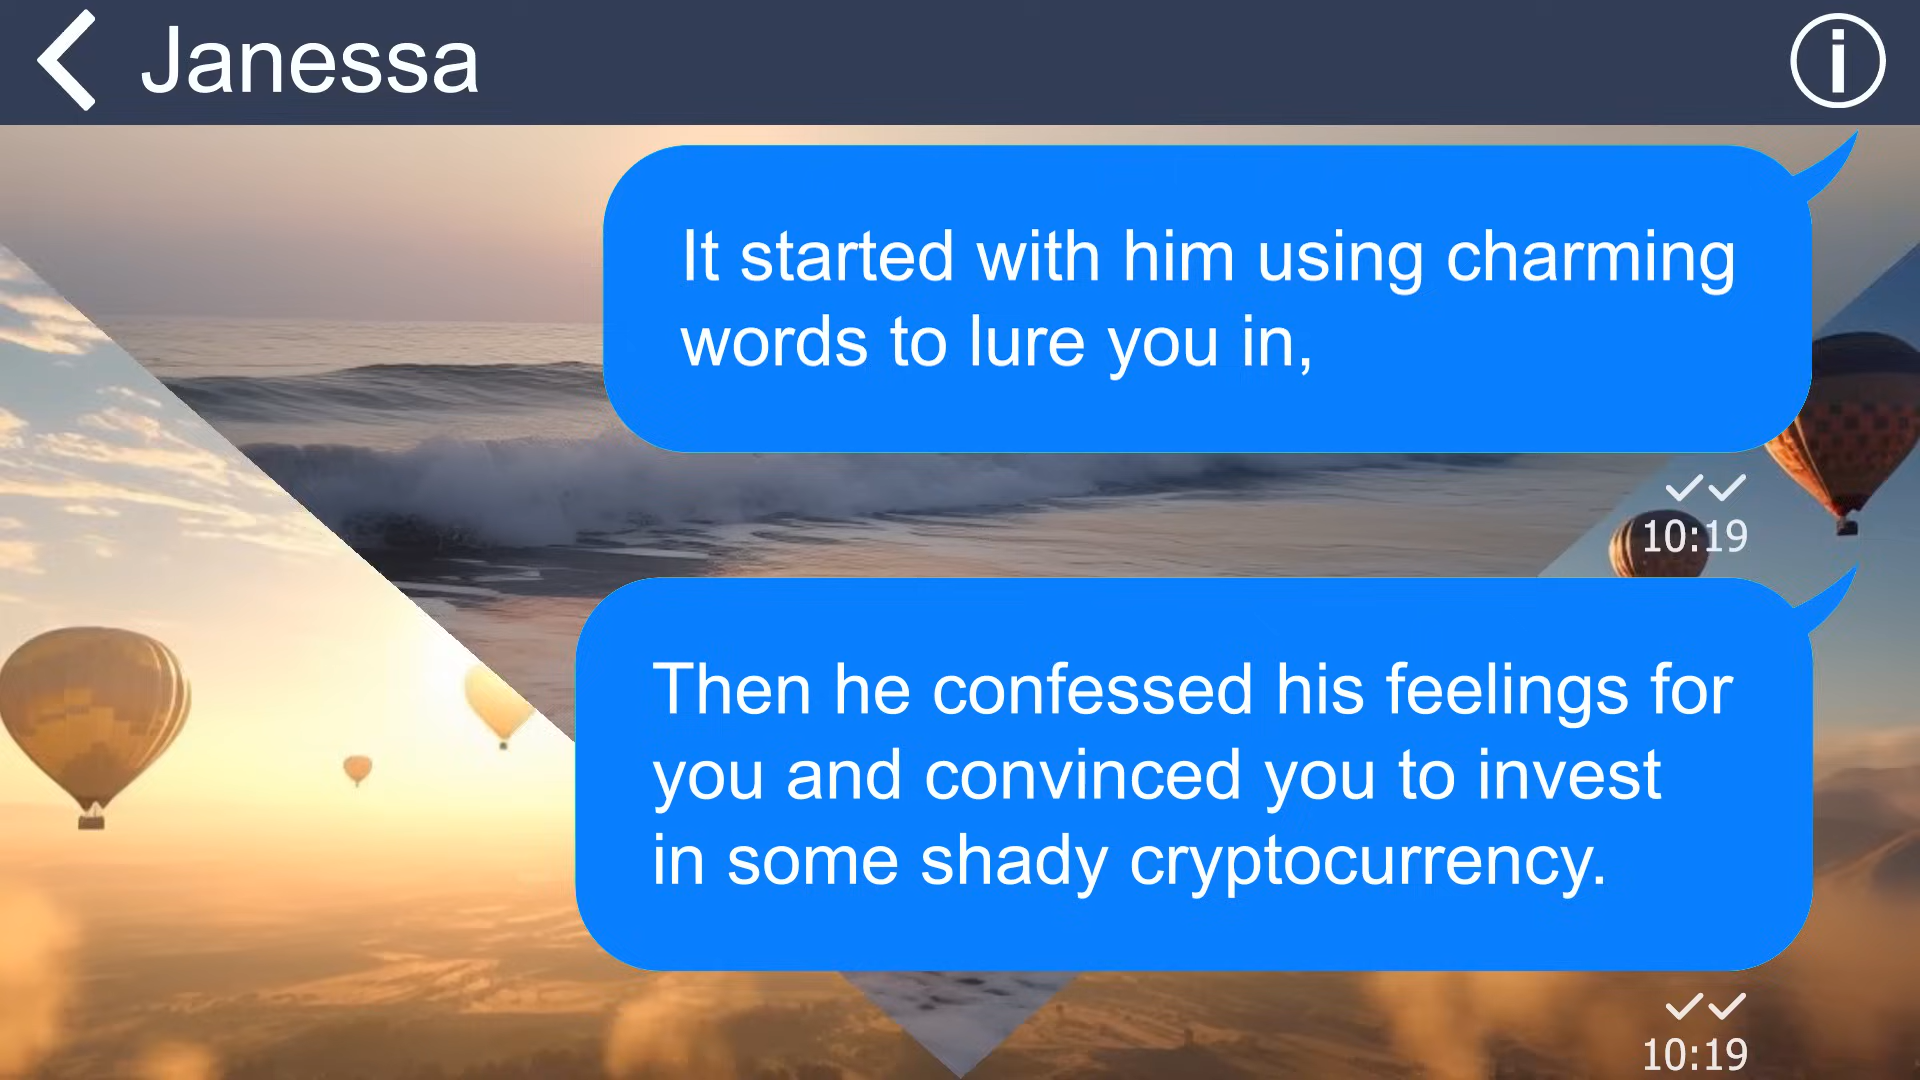 Janessa
It started with him using charming
words to lure you in,
10:19
Then he confessed his feelings for
you and convinced you to invest
in some shady cryptocurrency.
10:19